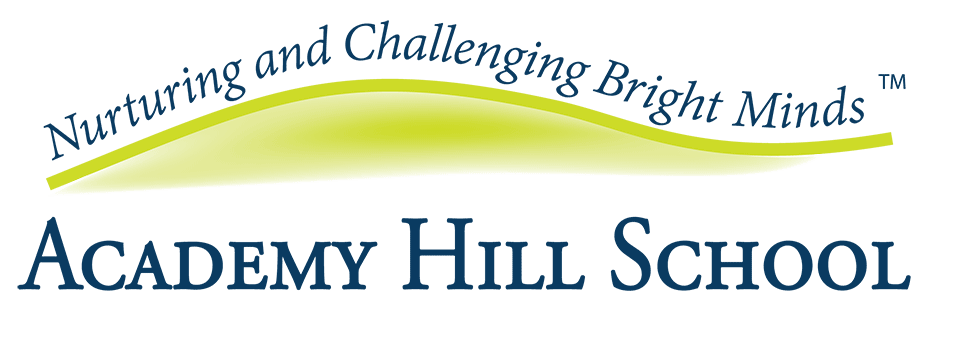 Nurturing and Challenging Bright Minds ™
ACADEMY HILL SCHOOL